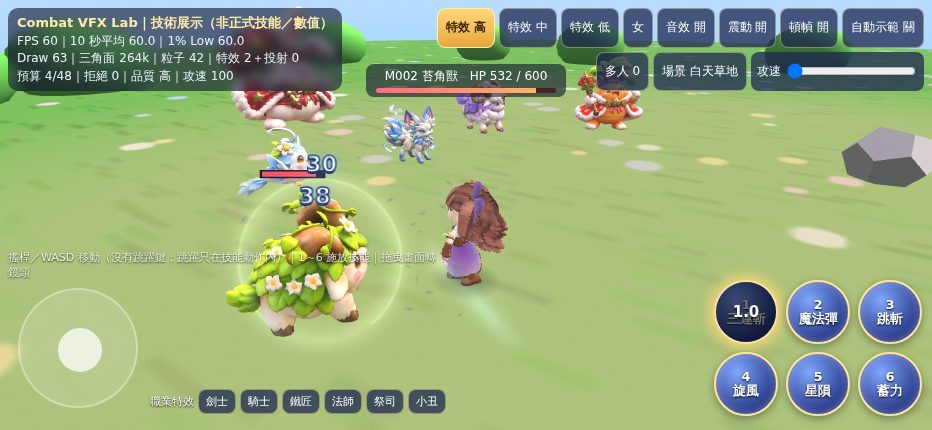 Combat VFX Lab｜技術展示（非正式技能／數值）
FPS 60｜10 秒平均 60.0｜1% Low 60.0
Draw 63｜三角面 264k｜粒子 42｜特效 2＋投射 0
預算 4/48｜拒絕 0｜品質 高｜攻速 100
特效 高
特效 中
特效 低
女
音效 開
震動 開
頓幀 開
自動示範 關
M002 苔角獸 HP 532 / 600
多人 0
場景 白天草地
攻速
30
38
搖桿／WASD 移動（沒有跳躍鍵；跳躍只在技能動作內）｜1～6 施放技能｜拖曳畫面轉
鏡頭
1.0
三連斬
2
魔法彈
3
跳斬
4
旋風
5
星隕
6
蓄力
職業特效
劍士
騎士
鐵匠
法師
祭司
小丑